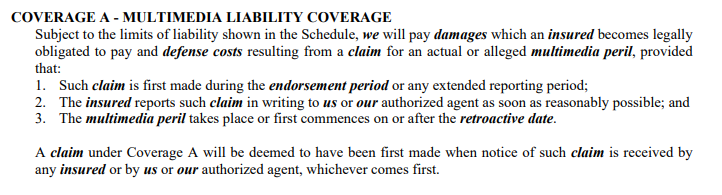 COVERAGE A - MULTIMEDIA LIABILITY COVERAGE
Subject to the limits of liability shown in the Schedule, we will pay damages which an insured becomes legally
obligated to pay and defense costs resulting from a claim for an actual or alleged multimedia peril, provided
that:
1. Such claim is first made during the endorsement period or any extended reporting period;
2. The insured reports such claim in writing to us or our authorized agent as soon as reasonably possible; and
3. The multimedia peril takes place or first commences on or after the retroactive date.
A claim under Coverage A will be deemed to have been first made when notice of such claim is received by
any insured or by us or our authorized agent, whichever comes first.